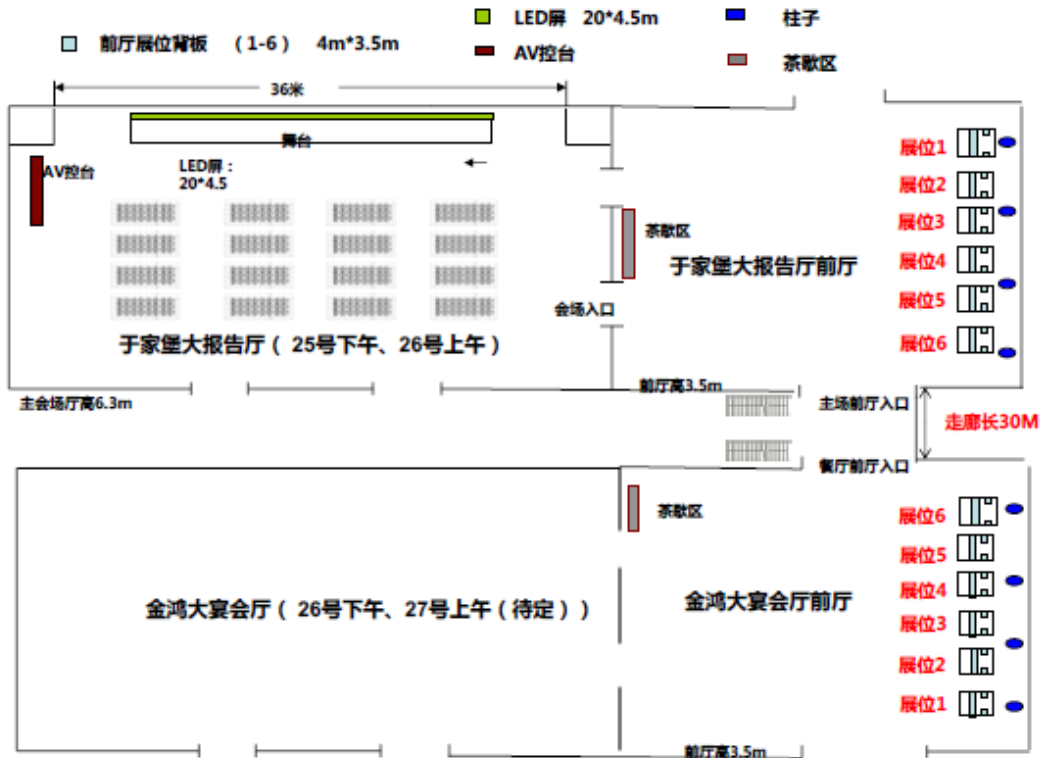 LED屏 20*4.5m
柱子
前厅展位背板 （1-6） 4m*3.5m
AV控台
茶歇区
36米
舞台
展位1
AV控台
LED屏：
20*4.5
展位2
展位3
茶歇区
展位4
于家堡大报告厅前厅
展位5
会场入口
于家堡大报告厅（ 25号下午、26号上午 ）
展位6
前厅高3.5m
主会场厅高6.3m
主场前厅入口
走廊长30M
餐厅前厅入口
茶歇区
展位6
展位5
展位4
金鸿大宴会厅（ 26号下午、27号上午（待定））
金鸿大宴会厅前厅
展位3
展位2
展位1
前厅高3.5m